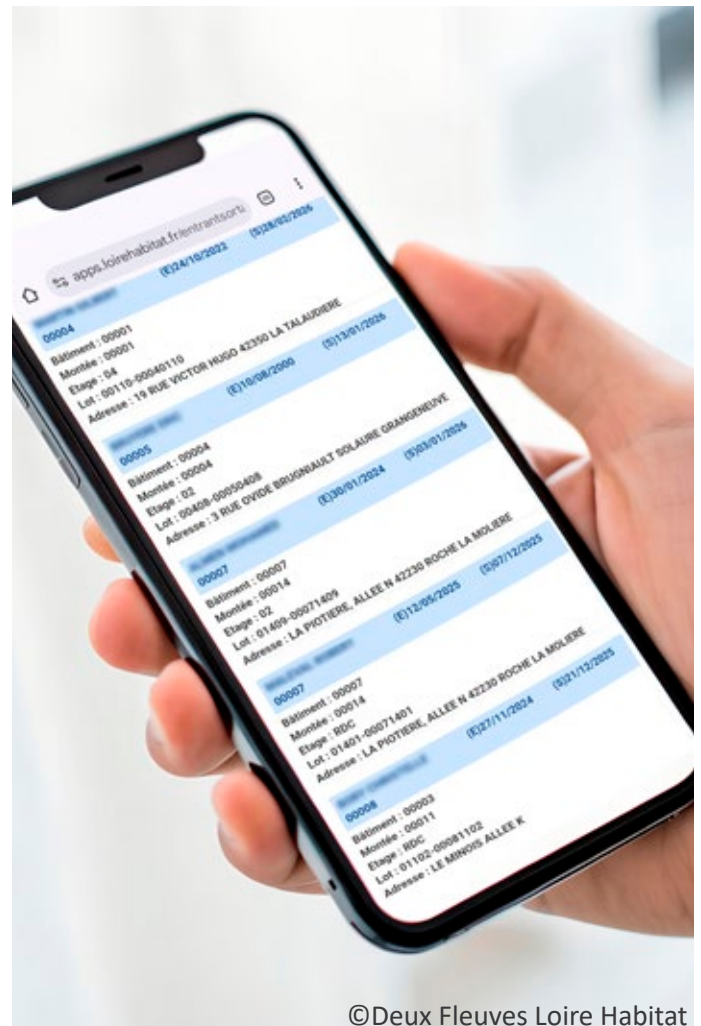 apps.loirehabitat.fr/entrantsorti
(E)24/10/2022 (S)28/02/2026
00004
Bâtiment : 00001
Montée : 00001
Etage : 04
Lot : 00110-00040110
Adresse : 19 RUE VICTOR HUGO 42350 LA TALAUDIERE
(E)10/08/2000 (S)13/01/2026
00005
Bâtiment : 00004
Montée : 00004
Etage : 02
Lot : 00408-00050408
Adresse : 3 RUE OVIDE BRUGNIAULT SOLAURE GRANGENEUVE
(E)30/01/2024 (S)03/01/2026
00007
Bâtiment : 00007
Montée : 00014
Etage : 02
Lot : 01409-00071409
Adresse : LA PIOTIERE, ALLEE N 42230 ROCHE LA MOLIERE
(E)12/05/2025 (S)07/12/2025
00007
Bâtiment : 00007
Montée : 00014
Etage : RDC
Lot : 01401-00071401
Adresse : LA PIOTIERE, ALLEE N 42230 ROCHE LA MOLIERE
(E)27/11/2024 (S)21/12/2025
00008
Bâtiment : 00003
Montée : 00011
Etage : RDC
Lot : 01102-00081102
Adresse : LE MINOIS ALLEE K
©Deux Fleuves Loire Habitat